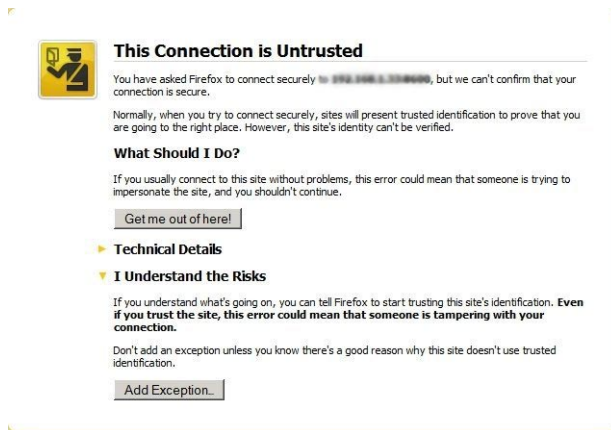 This Connection is Untrusted
You have asked Firefox to connect securely to , but we can't confirm that your
connection is secure.
Normally, when you try to connect securely, sites will present trusted identification to prove that you
are going to the right place. However, this site's identity can't be verified.
What Should I Do?
If you usually connect to this site without problems, this error could mean that someone is trying to
impersonate the site, and you shouldn't continue.
Get me out of here!
Technical Details
I Understand the Risks
If you understand what's going on, you can tell Firefox to start trusting this site's identification. Even
if you trust the site, this error could mean that someone is tampering with your
connection.
Don't add an exception unless you know there's a good reason why this site doesn't use trusted
identification.
Add Exception...